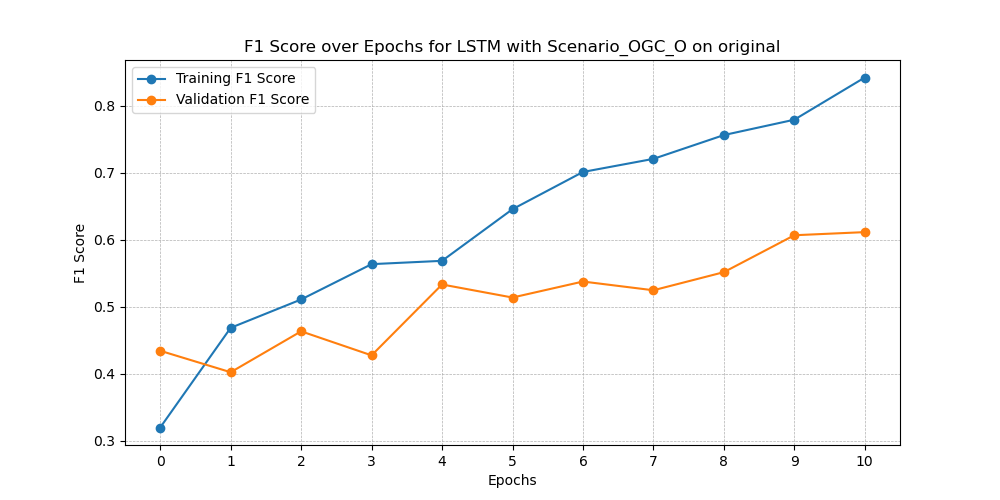 F1 Score over Epochs for LSTM with Scenario_OGC_O on original
Training F1 Score
Validation F1 Score
F1 Score
0.8
0.7
0.6
0.5
0.4
0.3
0 1 2 3 4 5 6 7 8 9 10
Epochs